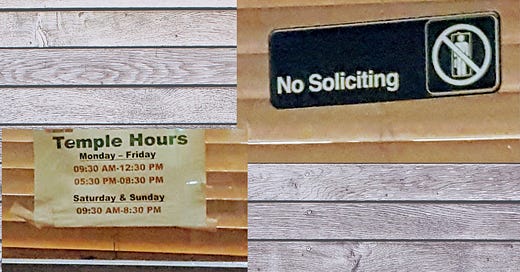 No Soliciting
Temple Hours
Monday – Friday
09:30 AM-12:30 PM
05:30 PM-08:30 PM
Saturday & Sunday
09:30 AM-8:30 PM